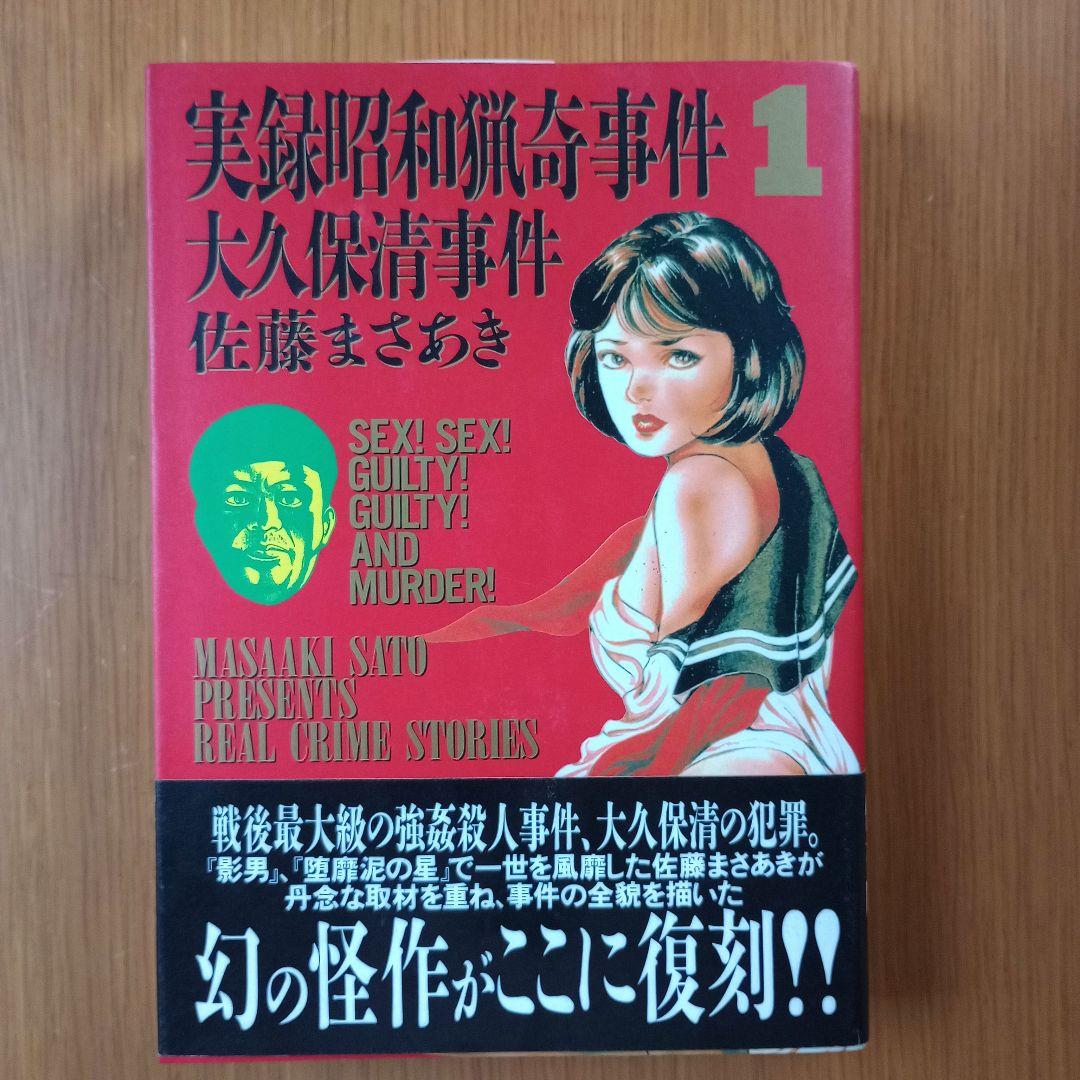 実録昭和猟奇事件 1
大久保清事件
佐藤まさあき
SEX! SEX!
GUILTY!
GUILTY!
AND
MURDER!
MASAAKI SATO
PRESENTS
REAL CRIME STORIES
戦後最大級の強姦殺人事件、大久保清の犯罪。
『影男』、『堕靡泥の星』で一世を風靡した佐藤まさあきが
丹念な取材を重ね、事件の全貌を描いた
幻の怪作がここに復刻!!